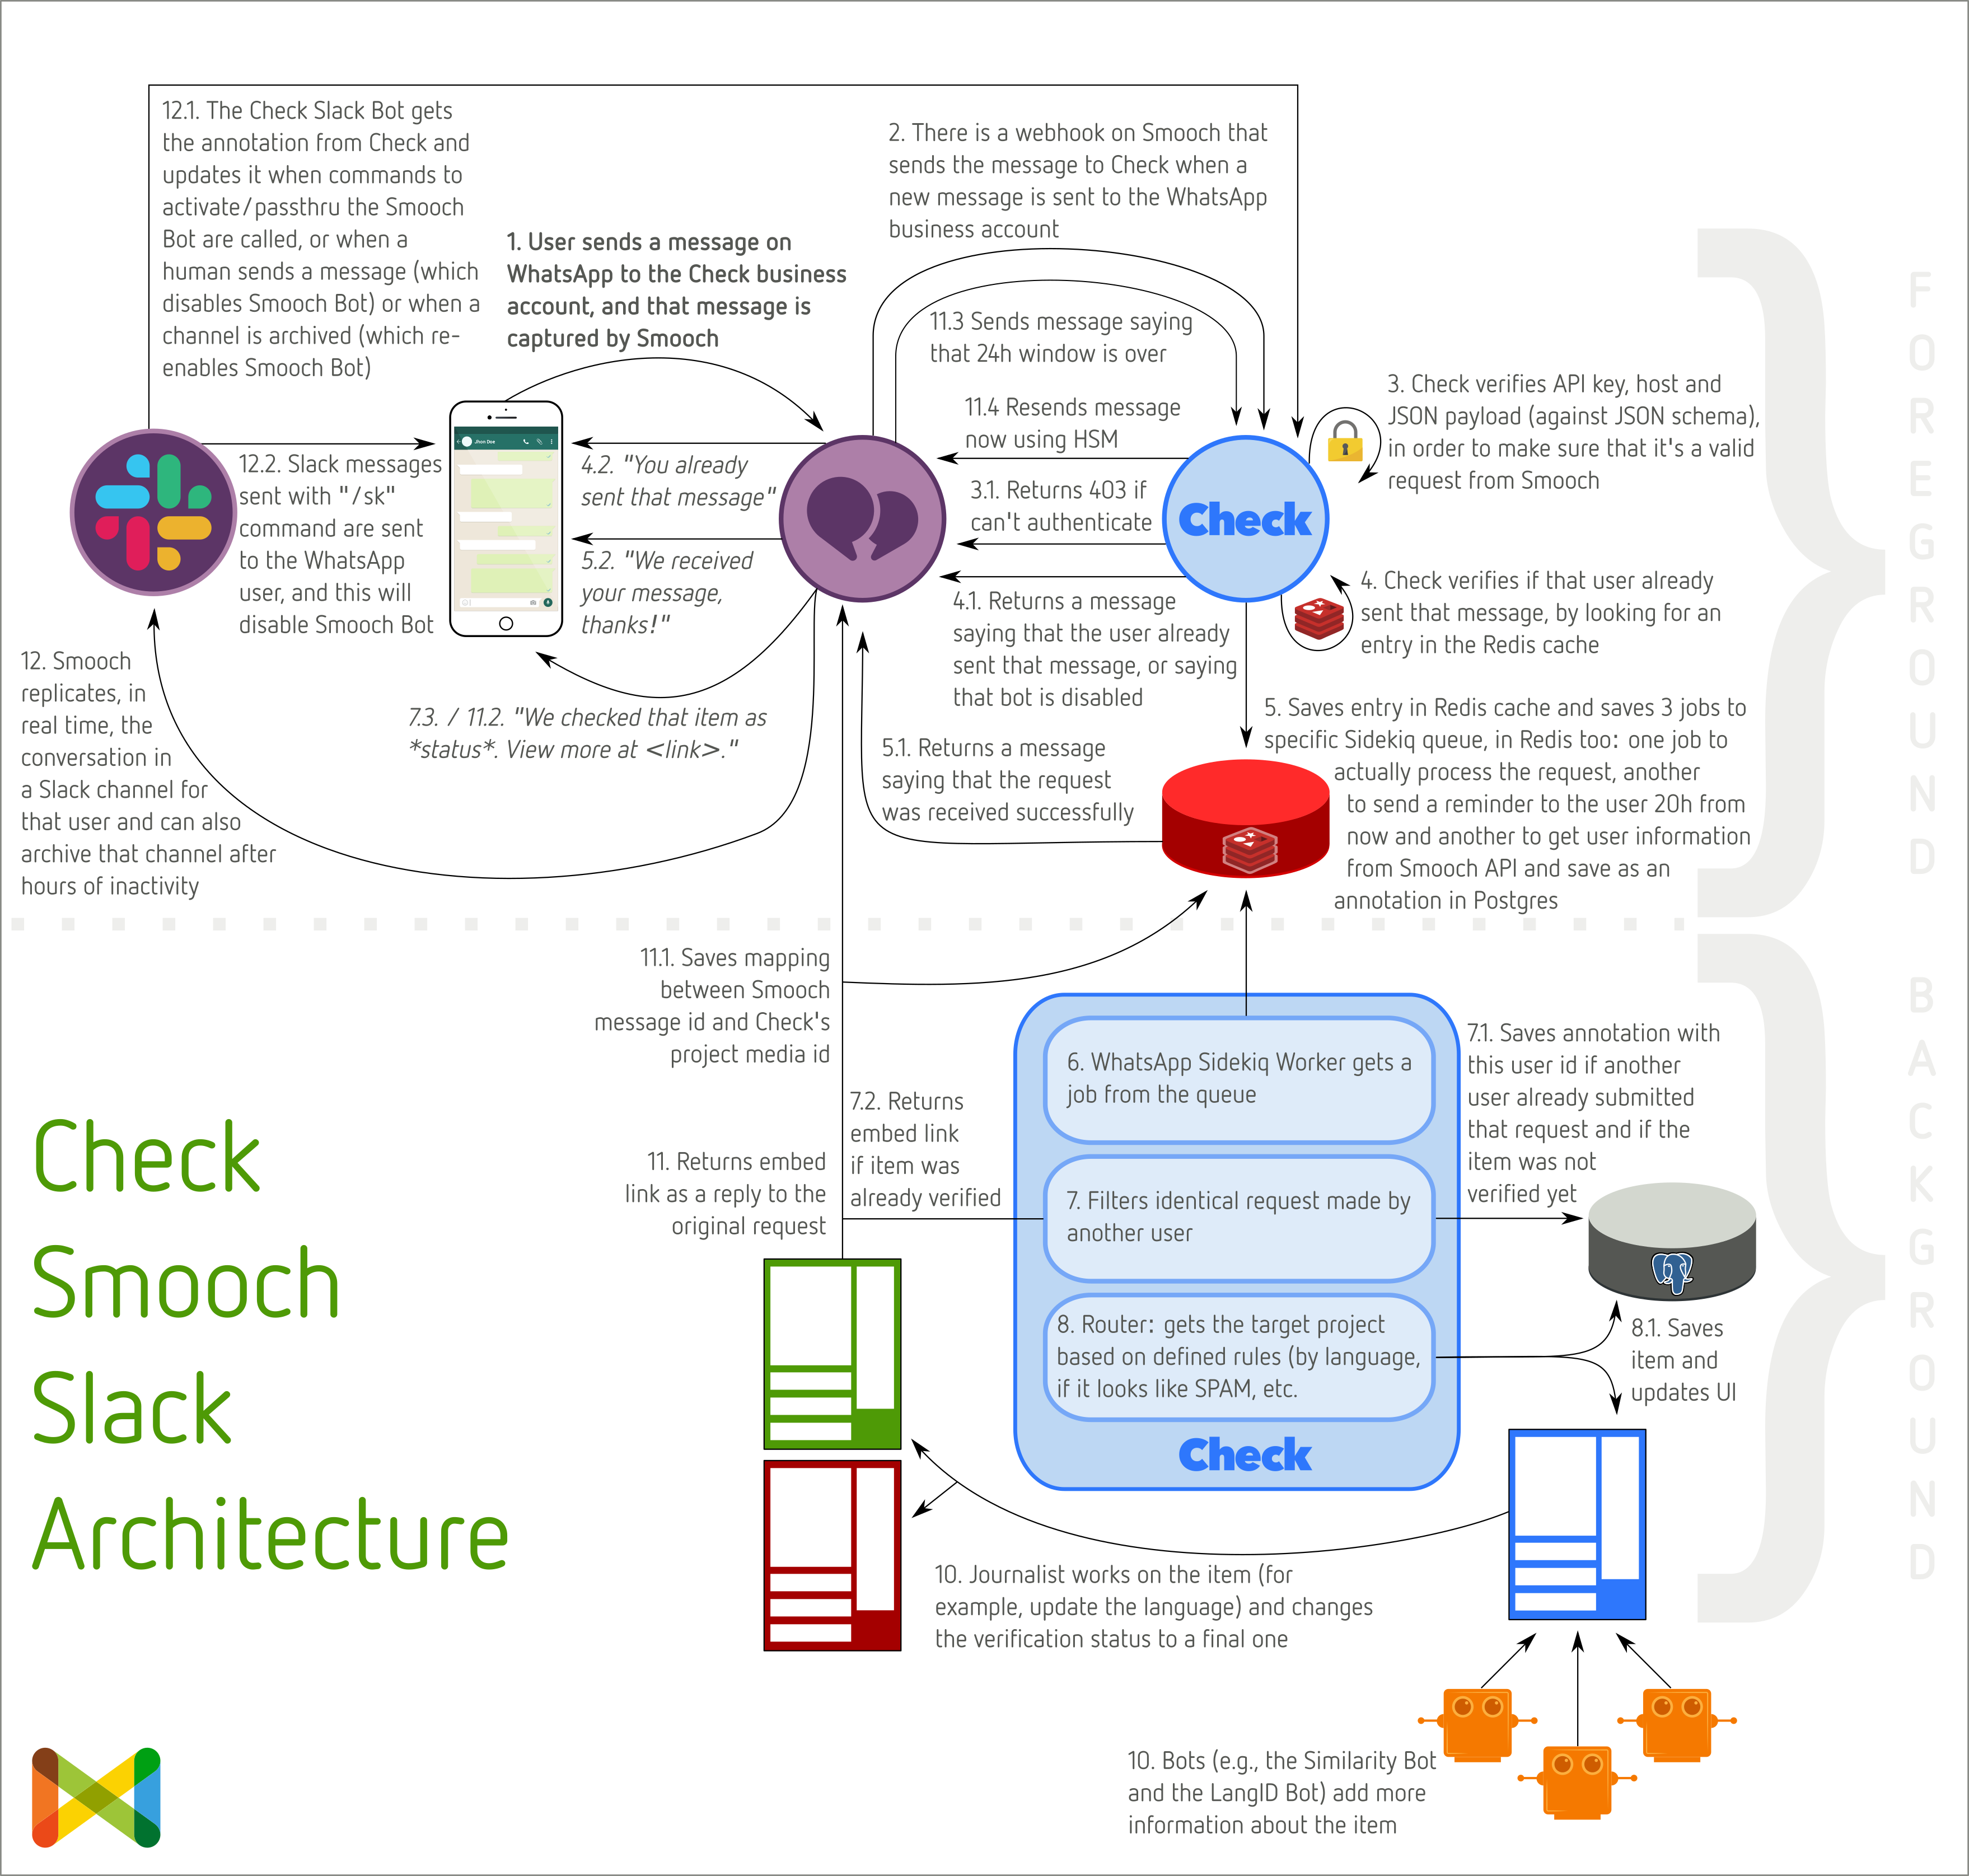 12.1. The Check Slack Bot gets
the annotation from Check and
updates it when commands to
activate/passthru the Smooch
Bot are called, or when a
human sends a message (which
disables Smooch Bot) or when a
channel is archived (which re-
enables Smooch Bot)
1. User sends a message on
WhatsApp to the Check business
account, and that message is
captured by Smooch
2. There is a webhook on Smooch that
sends the message to Check when a
new message is sent to the WhatsApp
business account
11.3 Sends message saying
that 24h window is over
11.4 Resends message
now using HSM
3.1. Returns 403 if
can't authenticate
Check
3. Check verifies API key, host and
JSON payload (against JSON schema),
in order to make sure that it's a valid
request from Smooch
4. Check verifies if that user already
sent that message, by looking for an
entry in the Redis cache
4.1. Returns a message
saying that the user already
sent that message, or saying
that bot is disabled
Jhon Doe
12.2. Slack messages
sent with "/sk"
command are sent
to the WhatsApp
user, and this will
disable Smooch Bot
4.2. "You already
sent that message"
5.2. "We received
your message,
thanks!"
7.3. / 11.2. "We checked that item as
*status*. View more at <link>."
12. Smooch
replicates, in
real time, the
conversation in
a Slack channel for
that user and can also
archive that channel after
hours of inactivity
5.1. Returns a message
saying that the request
was received successfully
5. Saves entry in Redis cache and saves 3 jobs to
specific Sidekiq queue, in Redis too: one job to
actually process the request, another
to send a reminder to the user 20h from
now and another to get user information
from Smooch API and save as an
annotation in Postgres
FOREGROUND
11.1. Saves mapping
between Smooch
message id and Check's
project media id
7.2. Returns
embed link
if item was
already verified
11. Returns embed
link as a reply to the
original request
6. WhatsApp Sidekiq Worker gets a
job from the queue
7. Filters identical request made by
another user
8. Router: gets the target project
based on defined rules (by language,
if it looks like SPAM, etc.
Check
7.1. Saves annotation with
this user id if another
user already submitted
that request and if the
item was not
verified yet
8.1. Saves
item and
updates UI
BACKGROUND
Check
Smooch
Slack
Architecture
10. Journalist works on the item (for
example, update the language) and changes
the verification status to a final one
10. Bots (e.g., the Similarity Bot
and the LangID Bot) add more
information about the item